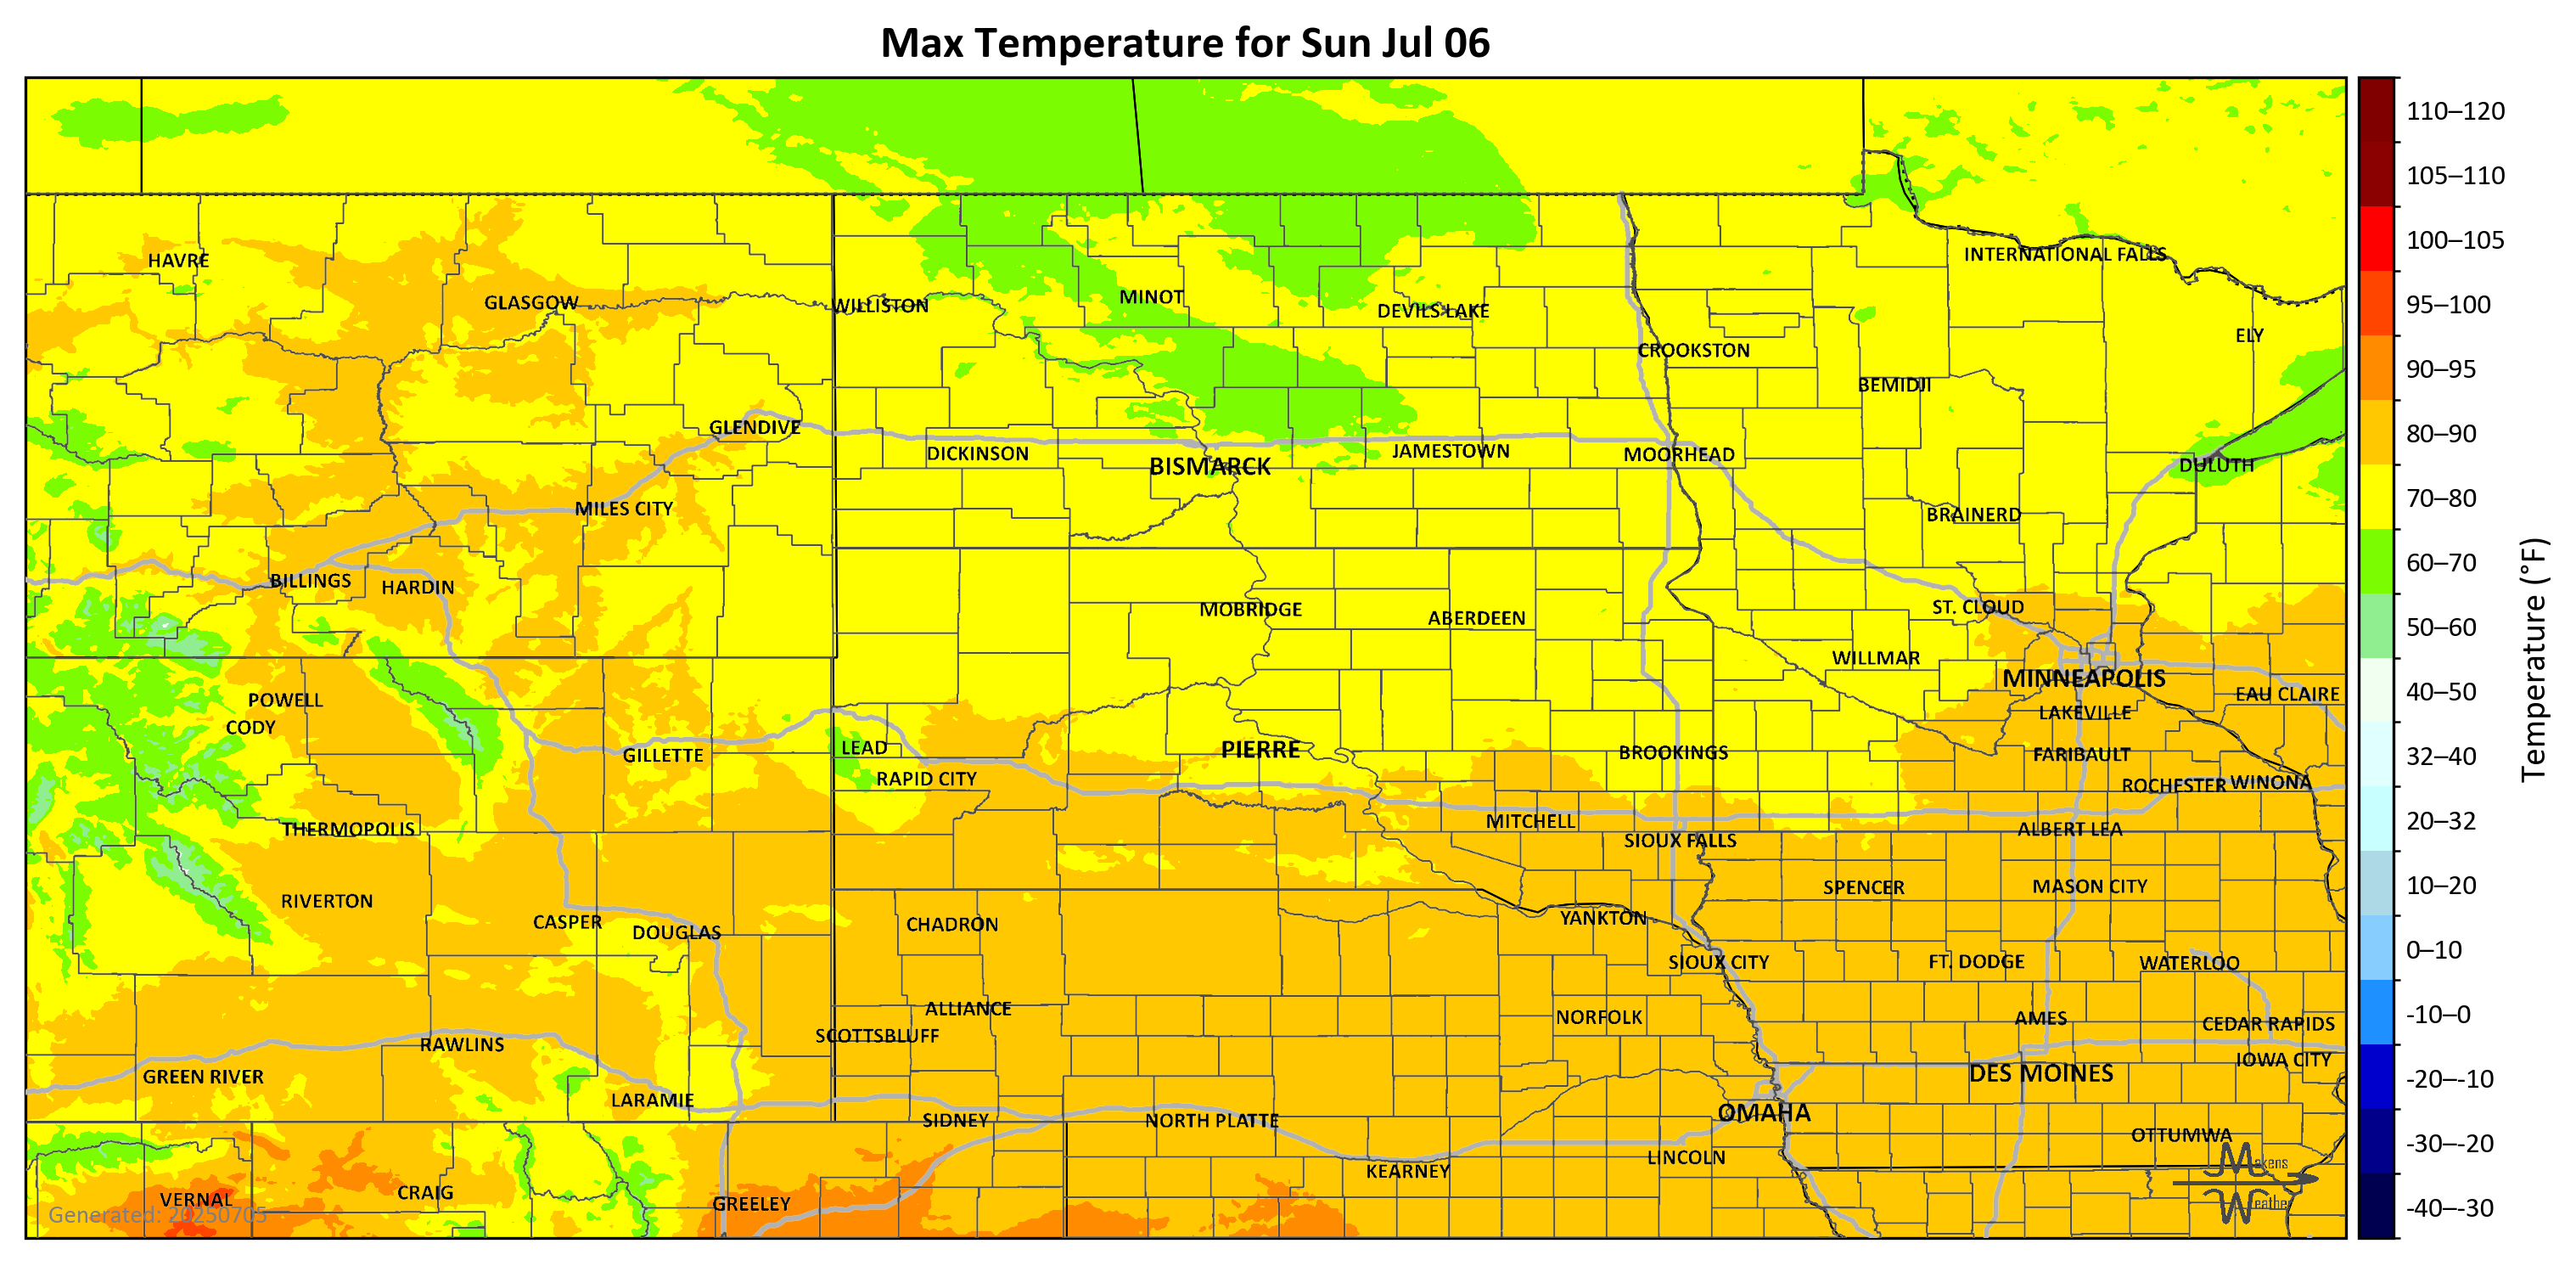 Max Temperature for Sun Jul 06
110–120
105–110
100–105
95–100
90–95
80–90
70–80
60–70
50–60
40–50
32–40
20–32
10–20
0–10
-10–0
-20–-10
-30–-20
-40–-30
Temperature (°F)
HAVRE
INTERNATIONAL FALLS
GLASGOW
WILLISTON
MINOT
DEVILS LAKE
ELY
CROOKSTON
BEMIDJI
GLENDIVE
DICKINSON
BISMARCK
JAMESTOWN
MOORHEAD
DULUTH
MILES CITY
BRAINERD
BILLINGS
HARDIN
MOBRIDGE
ABERDEEN
ST. CLOUD
WILLMAR
MINNEAPOLIS
POWELL
EAU CLAIRE
CODY
LAKEVILLE
GILLETTE
LEAD
PIERRE
BROOKINGS
FARIBAULT
RAPID CITY
ROCHESTER
WINONA
THERMOPOLIS
MITCHELL
SIOUX FALLS
ALBERT LEA
RIVERTON
SPENCER
MASON CITY
CASPER
DOUGLAS
CHADRON
YANKTON
SIOUX CITY
FT. DODGE
WATERLOO
ALLIANCE
NORFOLK
AMES
CEDAR RAPIDS
RAWLINS
SCOTTSBLUFF
IOWA CITY
GREEN RIVER
DES MOINES
LARAMIE
SIDNEY
NORTH PLATTE
OMAHA
OTTUMWA
KEARNEY
LINCOLN
VERNAL
CRAIG
GREELEY
Generated: 20250705
Makens
Weather